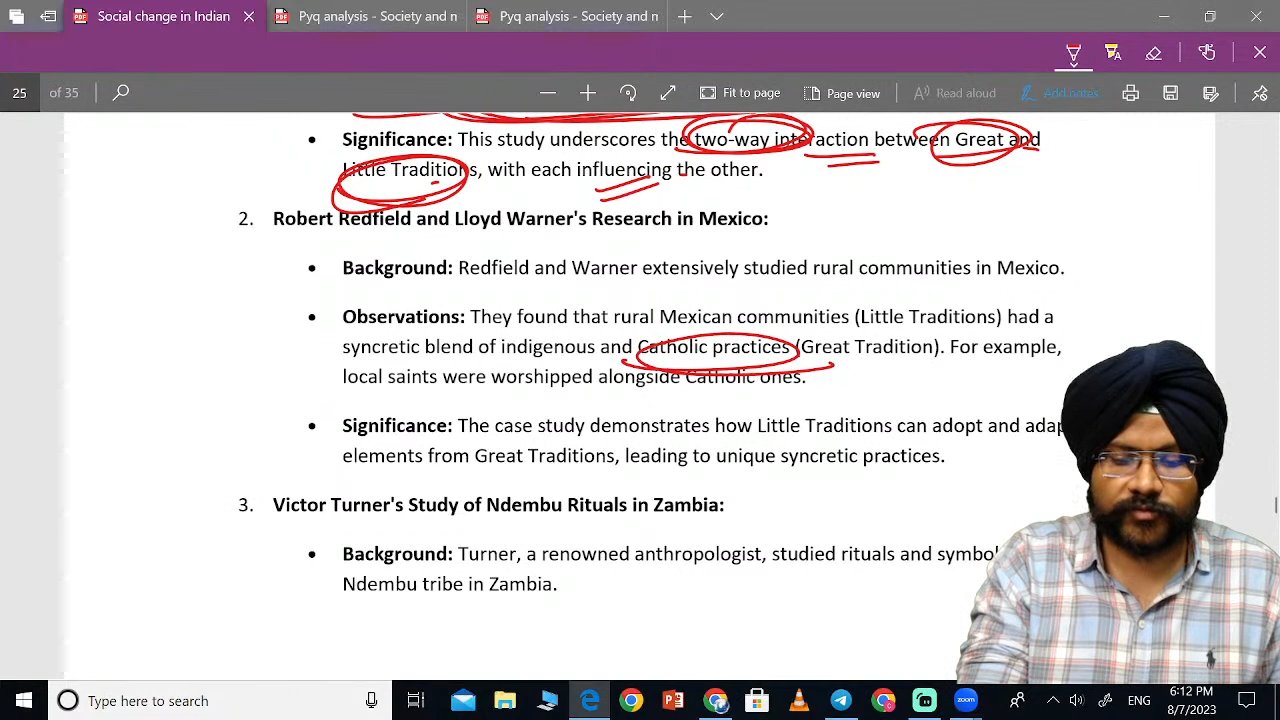 Social change in Indian
Pyq analysis - Society and n
Pyq analysis - Society and n
25 of 35
Fit to page
Page view
Read aloud
Add notes
• Significance: This study underscores the two-way interaction between Great and
Little Traditions, with each influencing the other.
2. Robert Redfield and Lloyd Warner's Research in Mexico:
• Background: Redfield and Warner extensively studied rural communities in Mexico.
• Observations: They found that rural Mexican communities (Little Traditions) had a
syncretic blend of indigenous and Catholic practices (Great Tradition). For example,
local saints were worshipped alongside Catholic ones.
• Significance: The case study demonstrates how Little Traditions can adopt and adap
elements from Great Traditions, leading to unique syncretic practices.
3. Victor Turner's Study of Ndembu Rituals in Zambia:
• Background: Turner, a renowned anthropologist, studied rituals and symbol
Ndembu tribe in Zambia.
Type here to search
zoom
ENG
6:12 PM
8/7/2023